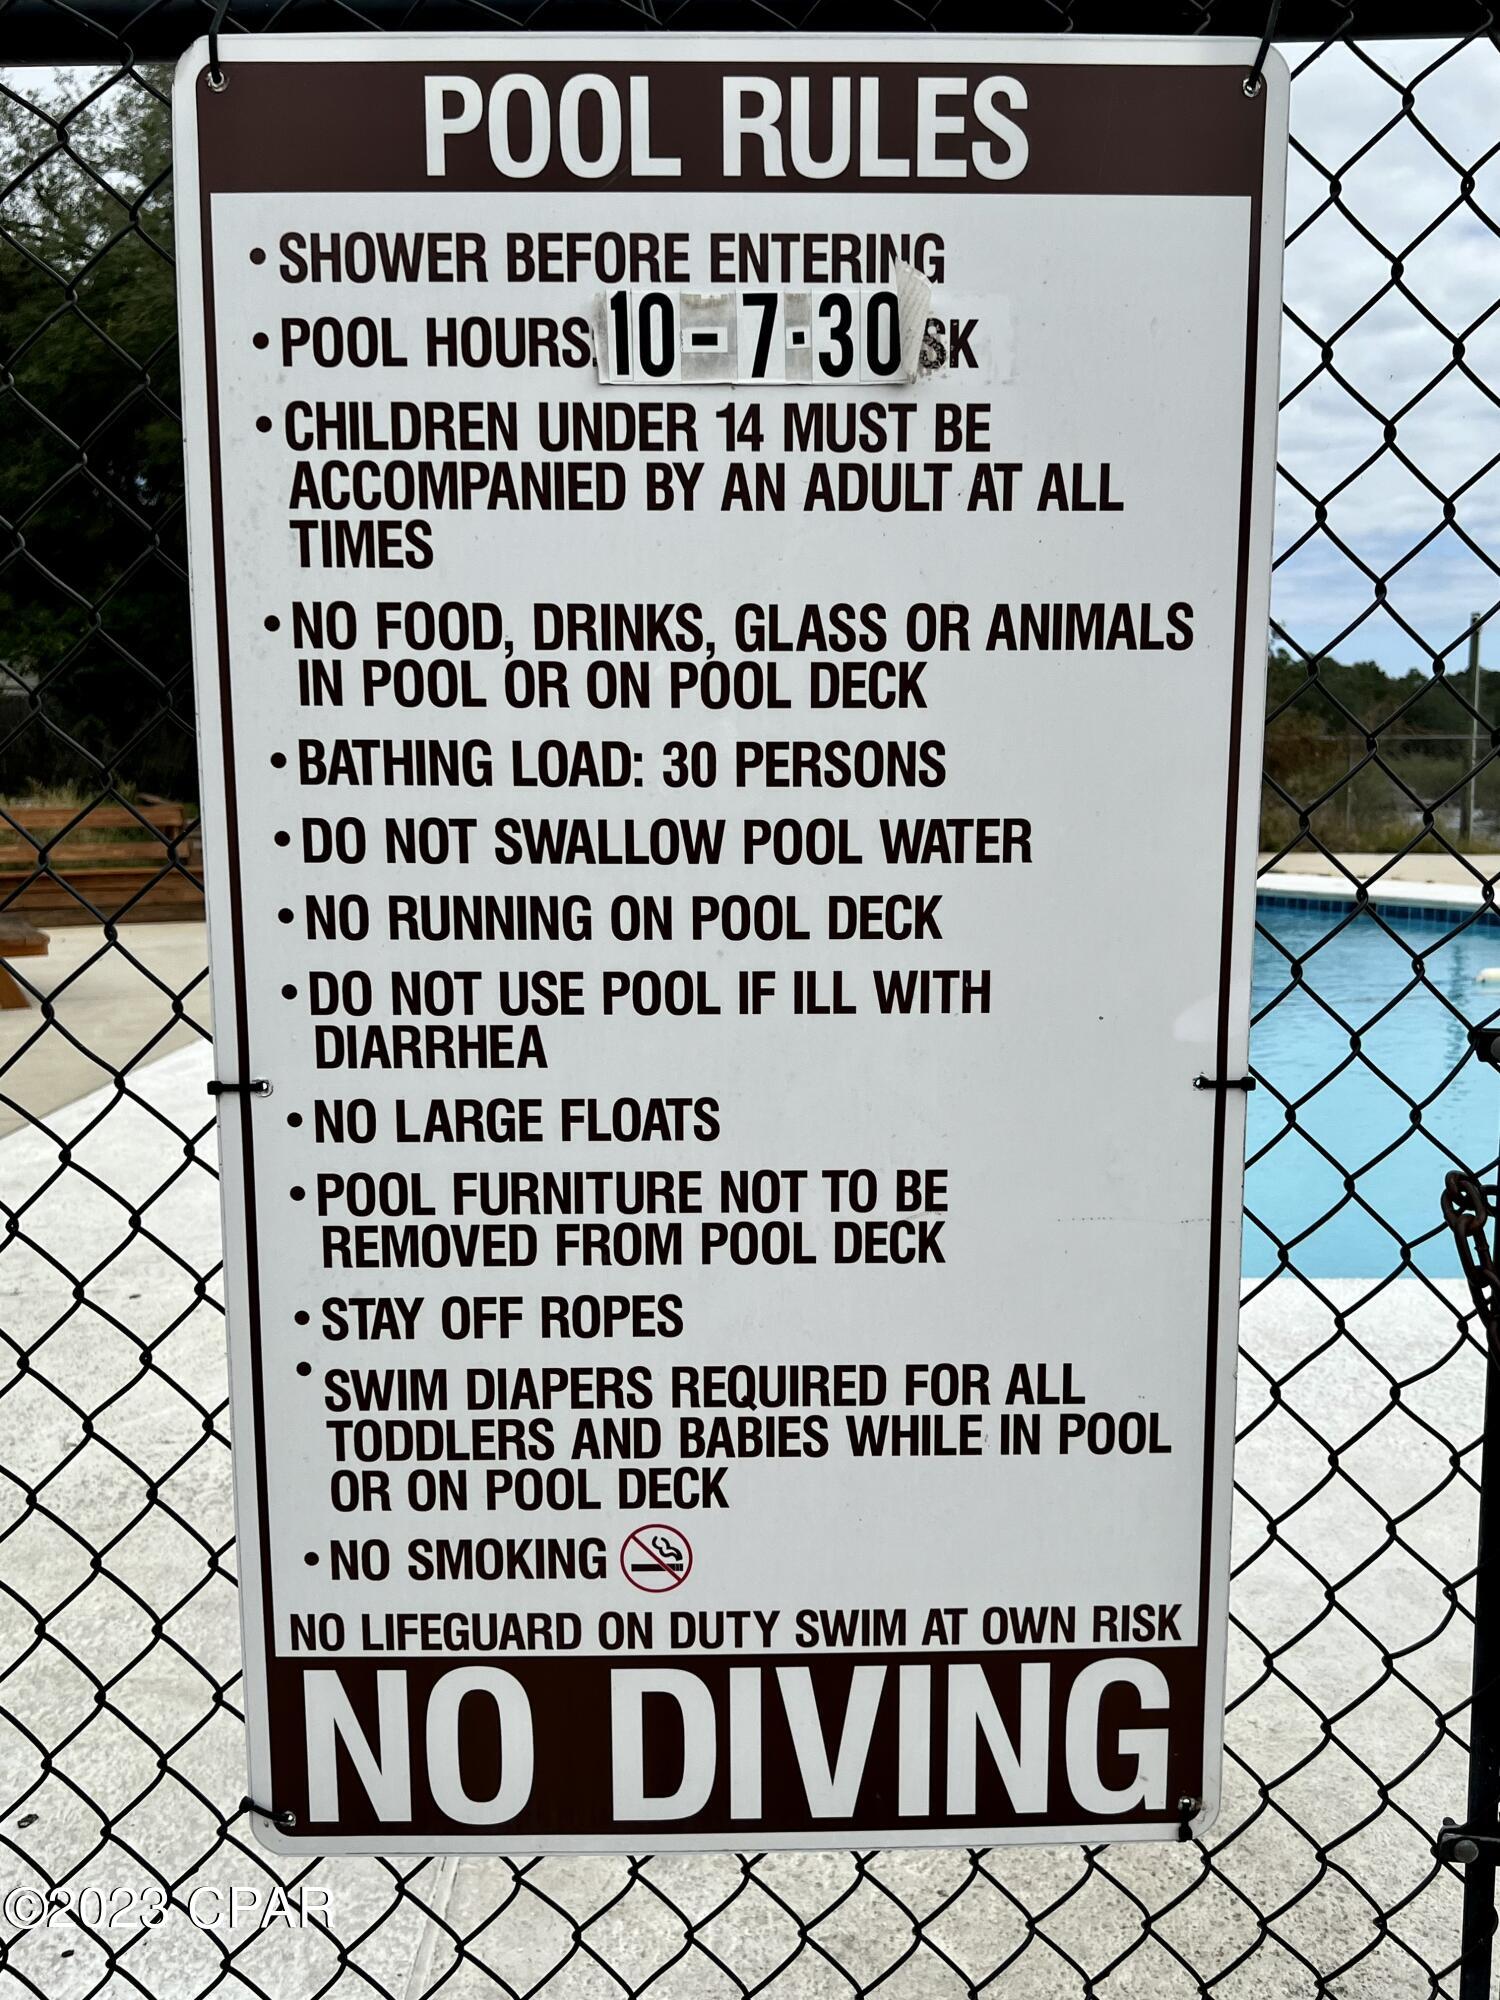 POOL RULES
• SHOWER BEFORE ENTERING
• POOL HOURS: 10 - 7.30 SK
• CHILDREN UNDER 14 MUST BE
ACCOMPANIED BY AN ADULT AT ALL
TIMES
• NO FOOD, DRINKS, GLASS OR ANIMALS
IN POOL OR ON POOL DECK
• BATHING LOAD: 30 PERSONS
• DO NOT SWALLOW POOL WATER
• NO RUNNING ON POOL DECK
• DO NOT USE POOL IF ILL WITH
DIARRHEA
• NO LARGE FLOATS
• POOL FURNITURE NOT TO BE
REMOVED FROM POOL DECK
• STAY OFF ROPES
• SWIM DIAPERS REQUIRED FOR ALL
TODDLERS AND BABIES WHILE IN POOL
OR ON POOL DECK
• NO SMOKING
NO LIFEGUARD ON DUTY SWIM AT OWN RISK
NO DIVING
©2023 CPAR